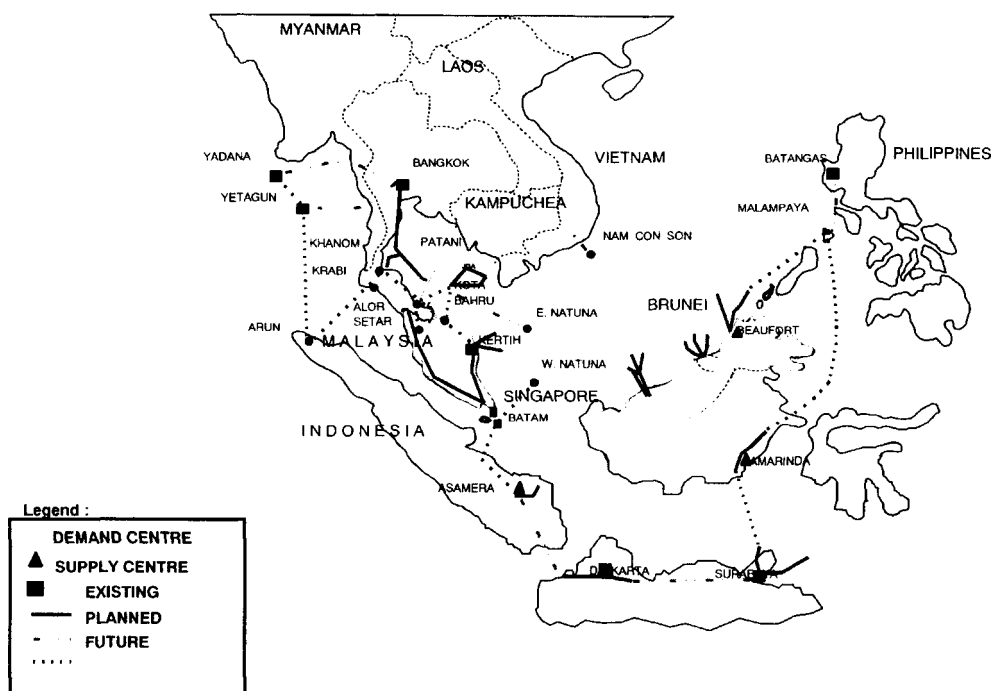 MYANMAR
LAOS
VIETNAM
PHILIPPINES
YADANA
BANGKOK
BATANGAS
YETAGUN
KAMPUCHEA
MALAMPAYA
KHANOM
PATANI
NAM CON SON
KRABI
KOTA
BAHRU
ALOR
SETAR
BRUNEI
E. NATUNA
ARUN
MALAYSIA
KERTIH
BEAUFORT
W. NATUNA
SINGAPORE
BATAM
INDONESIA
AMARINDA
ASAMERA
Legend :
DEMAND CENTRE
SUPPLY CENTRE
EXISTING
PLANNED
FUTURE